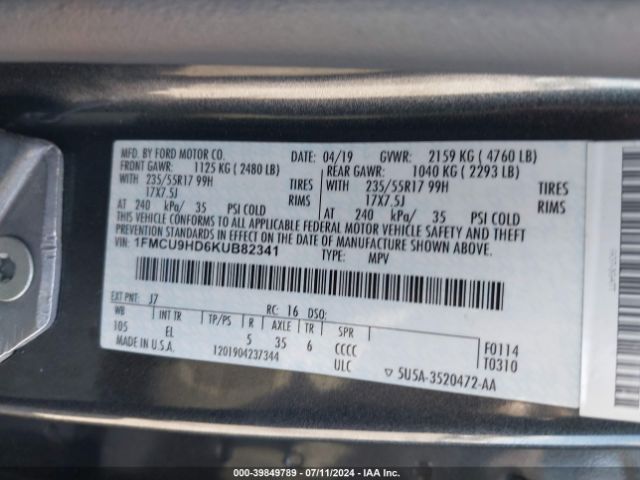 MFD. BY FORD MOTOR CO. DATE: 04/19 GVWR: 2159 KG ( 4760 LB)
FRONT GAWR: 1125 KG ( 2480 LB) REAR GAWR: 1040 KG ( 2293 LB)
WITH 235/55R17 99H TIRES WITH 235/55R17 99H TIRES
17X7.5J RIMS 17X7.5J RIMS
AT 240 kPa/ 35 PSI COLD AT 240 kPa/ 35 PSI COLD
THIS VEHICLE CONFORMS TO ALL APPLICABLE FEDERAL MOTOR VEHICLE SAFETY AND THEFT
PREVENTION STANDARDS IN EFFECT ON THE DATE OF MANUFACTURE SHOWN ABOVE.
VIN: 1FMCU9HD6KUB82341 TYPE: MPV
EXT PNT: J7 RC: 16 DSO:
WB INT TR TP/PS R AXLE TR SPR
105 EL 5 35 6 CCCC F0114
MADE IN U.S.A. 1201904237344 ULC T0310
▽ 5U5A-3520472-AA
000-39849789 - 07/11/2024 - IAA Inc.